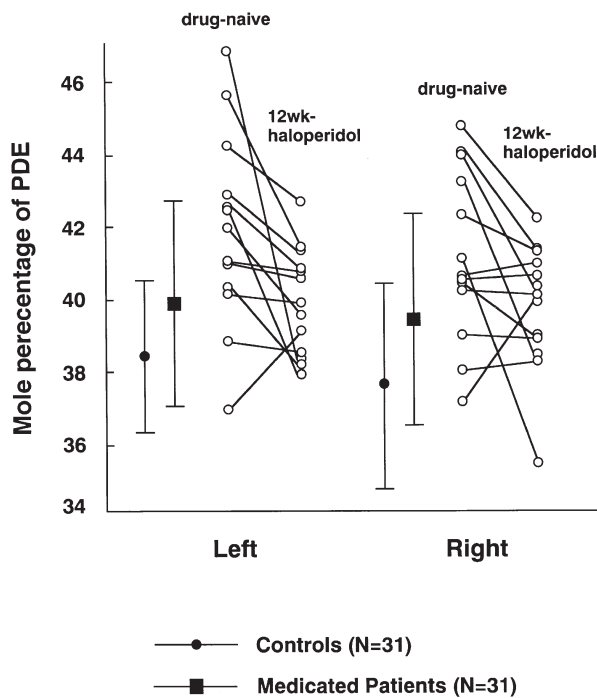 drug-naive
12wk-
haloperidol
drug-naive
12wk-
haloperidol
Mole perecentage of PDE
46
44
42
40
38
36
34
Left
Right
Controls (N=31)
Medicated Patients (N=31)